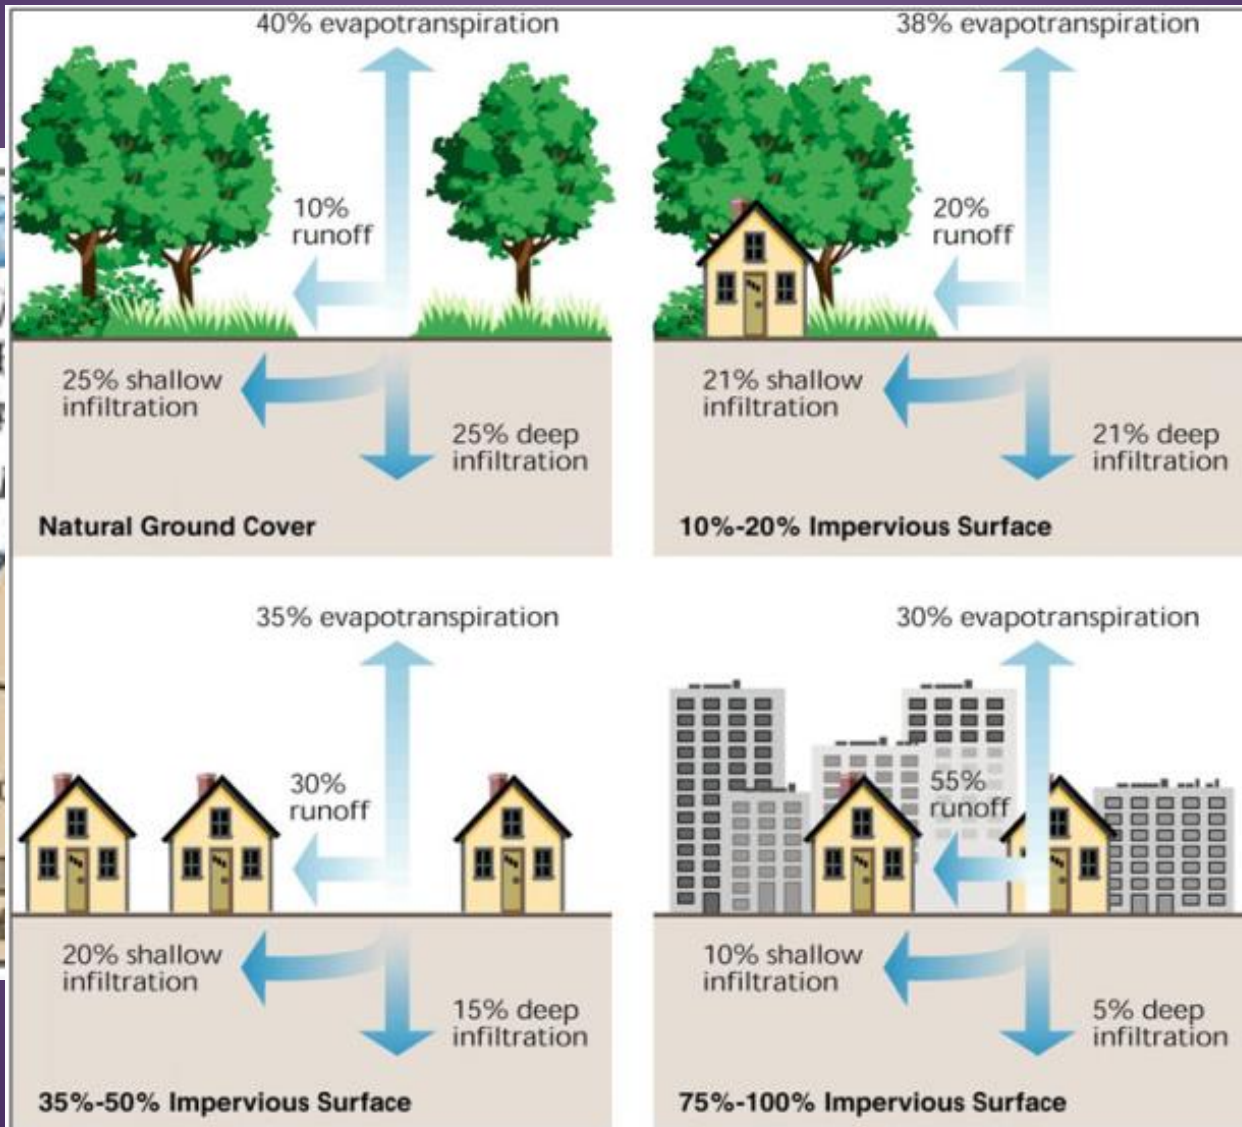 40% evapotranspiration
10%
runoff
25% shallow
infiltration
25% deep
infiltration
Natural Ground Cover
38% evapotranspiration
20%
runoff
21% shallow
infiltration
21% deep
infiltration
10%-20% Impervious Surface
35% evapotranspiration
30%
runoff
20% shallow
infiltration
15% deep
infiltration
35%-50% Impervious Surface
30% evapotranspiration
55%
runoff
10% shallow
infiltration
5% deep
infiltration
75%-100% Impervious Surface